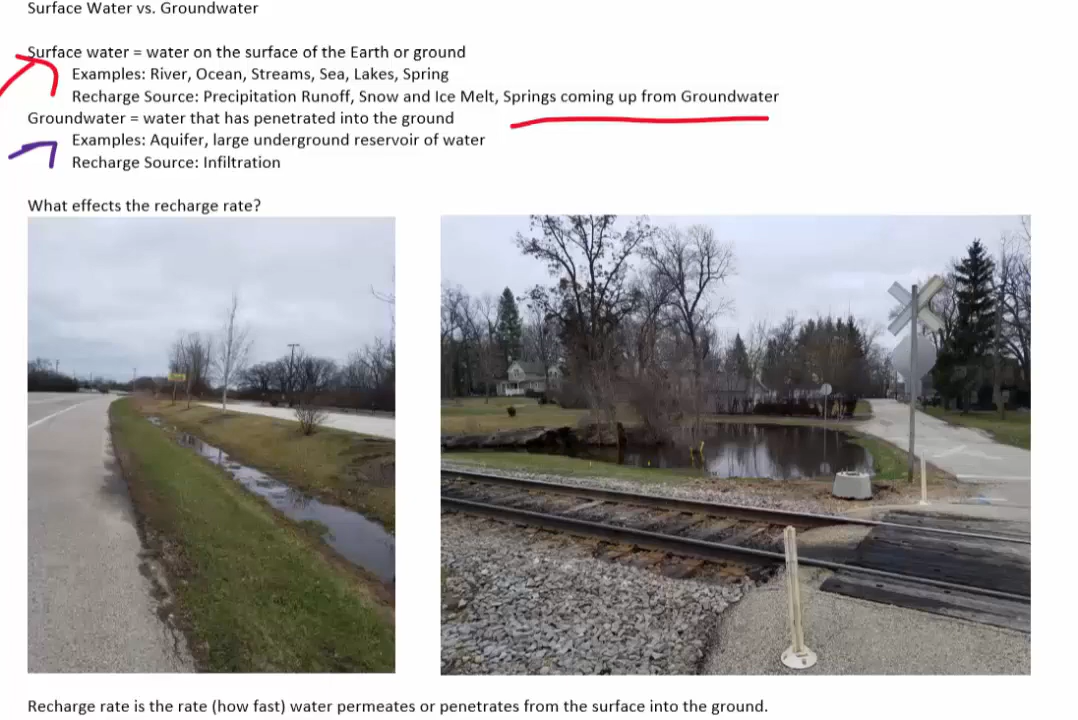 Surface Water vs. Groundwater
Surface water = water on the surface of the Earth or ground
Examples: River, Ocean, Streams, Sea, Lakes, Spring
Recharge Source: Precipitation Runoff, Snow and Ice Melt, Springs coming up from Groundwater
Groundwater = water that has penetrated into the ground
Examples: Aquifer, large underground reservoir of water
Recharge Source: Infiltration
What effects the recharge rate?
Recharge rate is the rate (how fast) water permeates or penetrates from the surface into the ground.